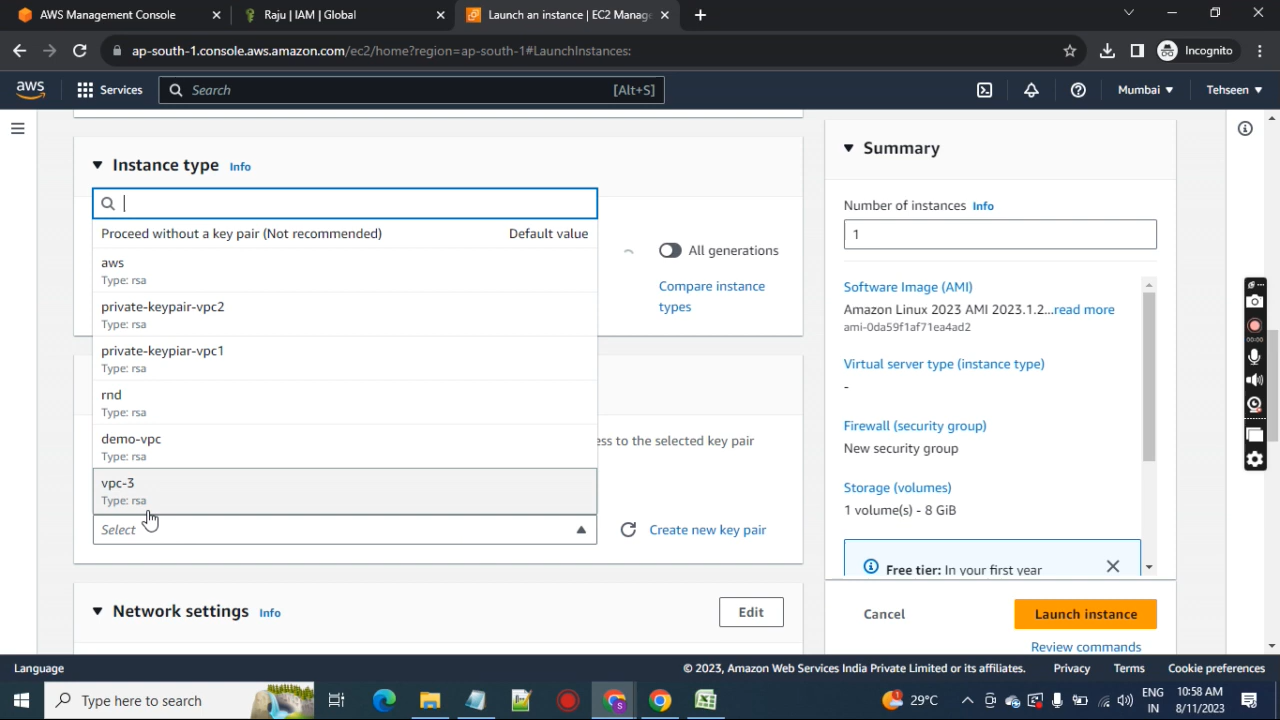 AWS Management Console
Raju | IAM | Global
Launch an instance | EC2 Manag
ap-south-1.console.aws.amazon.com/ec2/home?region=ap-south-1#LaunchInstances:
Incognito
aws
Services
Search
[Alt+S]
Mumbai
Tehseen
Instance type
Info
Proceed without a key pair (Not recommended)
Default value
aws
Type: rsa
private-keypair-vpc2
Type: rsa
private-keypiar-vpc1
Type: rsa
rnd
Type: rsa
demo-vpc
Type: rsa
vpc-3
Type: rsa
Select
All generations
Compare instance
types
ess to the selected key pair
Create new key pair
Network settings
Info
Edit
Summary
Number of instances Info
1
Software Image (AMI)
Amazon Linux 2023 AMI 2023.1.2...read more
ami-0da59f1af71ea4ad2
Virtual server type (instance type)
-
Firewall (security group)
New security group
Storage (volumes)
1 volume(s) - 8 GiB
Free tier: In your first year
Cancel
Launch instance
Review commands
00:00
Language
© 2023, Amazon Web Services India Private Limited or its affiliates.
Privacy
Terms
Cookie preferences
Type here to search
29°C
ENG
IN
10:58 AM
8/11/2023